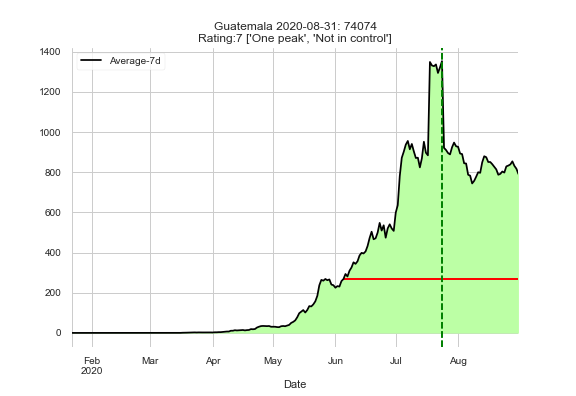 Guatemala 2020-08-31: 74074
Rating:7 ['One peak', 'Not in control']
1400
Average-7d
1200
1000
800
600
400
200
0
Feb Mar Apr May Jun Jul Aug
2020
Date